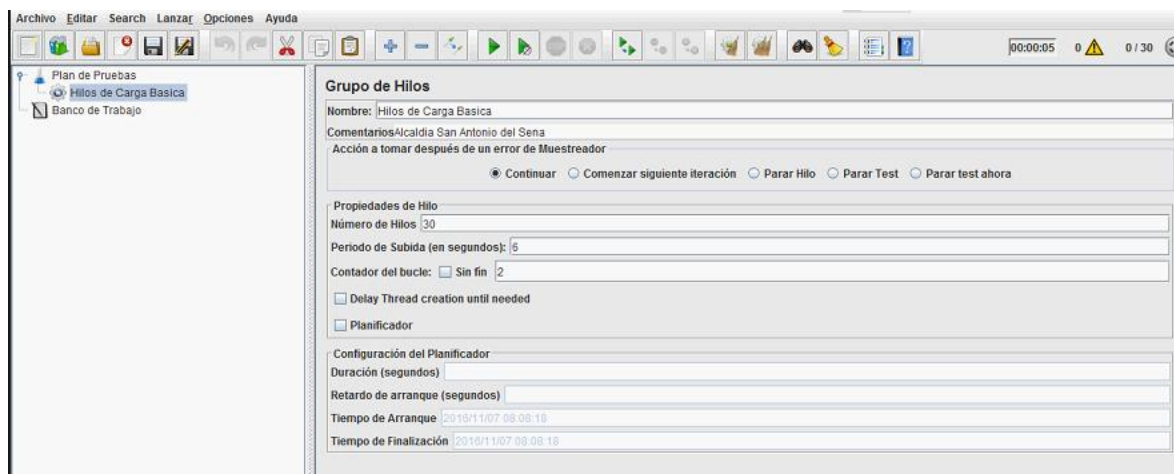 Archivo Editar Search Lanzar Opciones Ayuda
00:00:05 0 0 / 30
Plan de Pruebas
Hilos de Carga Basica
Banco de Trabajo
Grupo de Hilos
Nombre: Hilos de Carga Basica
Comentarios Alcaldia San Antonio del Sena
Acción a tomar después de un error de Muestreador
Continuar Comenzar siguiente iteración Parar Hilo Parar Test Parar test ahora
Propiedades de Hilo
Número de Hilos 30
Periodo de Subida (en segundos): 6
Contador del bucle: Sin fin 2
Delay Thread creation until needed
Planificador
Configuración del Planificador
Duración (segundos)
Retardo de arranque (segundos)
Tiempo de Arranque 2016/11/07 08:08:18
Tiempo de Finalización 2016/11/07 08:08:18